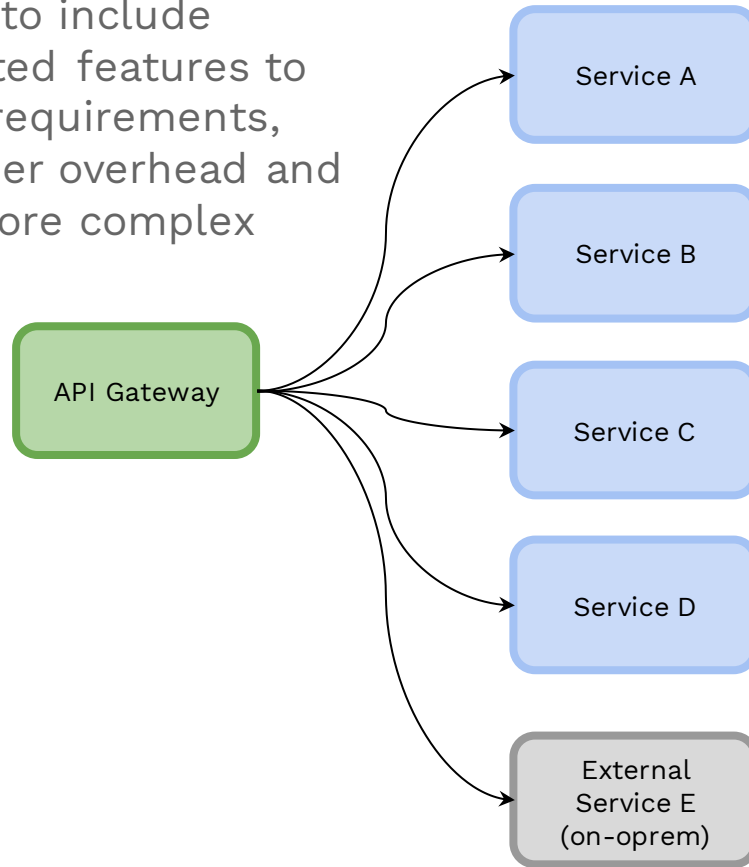 to include
ted features to
requirements,
er overhead and
ore complex
Service A
Service B
API Gateway
Service C
Service D
External
Service E
(on-oprem)